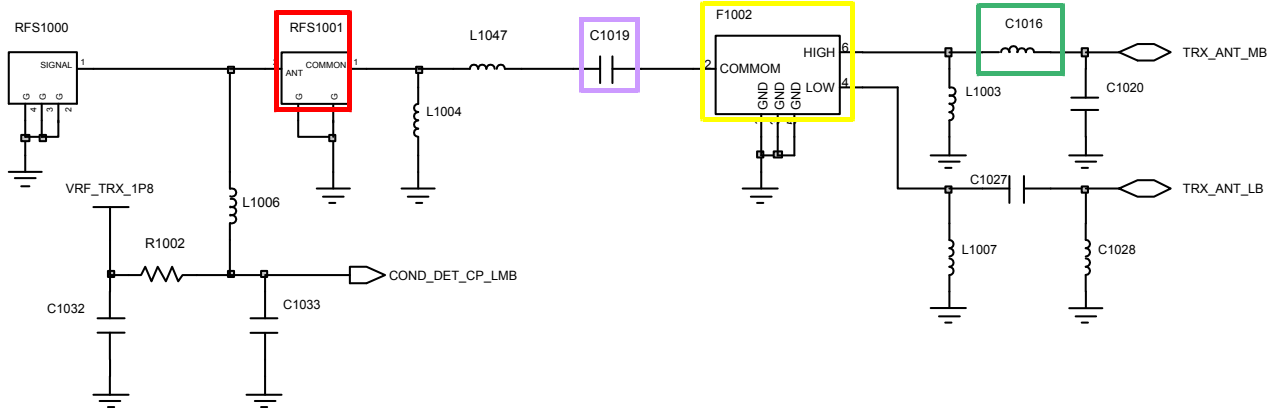 RFS1000
SIGNAL
1
G
G
G
4
3
2
RFS1001
ANT
COMMON
1
G
G
L1047
C1019
L1004
F1002
2
COMMOM
HIGH
6
LOW
4
GND
GND
GND
C1016
TRX_ANT_MB
L1003
C1020
C1027
TRX_ANT_LB
L1007
C1028
VRF_TRX_1P8
L1006
R1002
COND_DET_CP_LMB
C1032
C1033